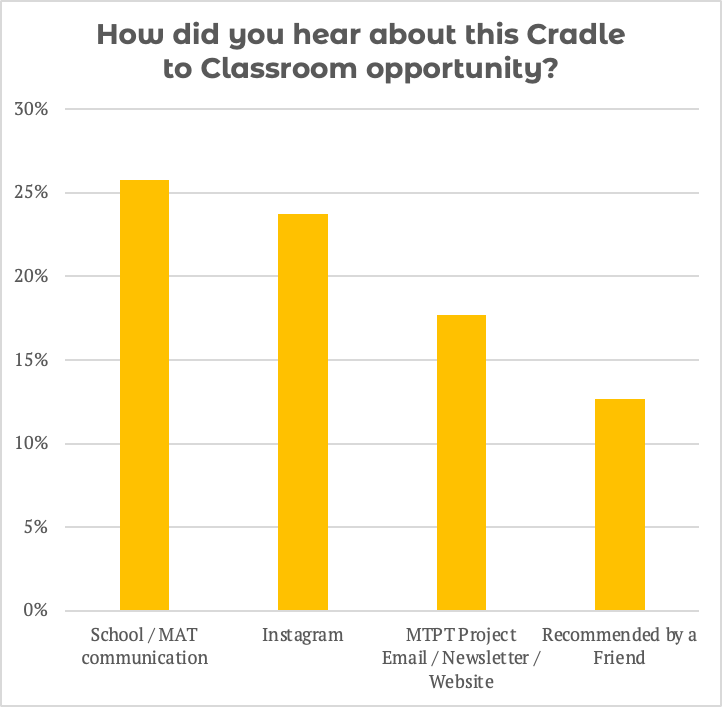 How did you hear about this Cradle
to Classroom opportunity?
30%
25%
20%
15%
10%
5%
0%
School / MAT
communication
Instagram
MTPT Project
Email / Newsletter /
Website
Recommended by a
Friend